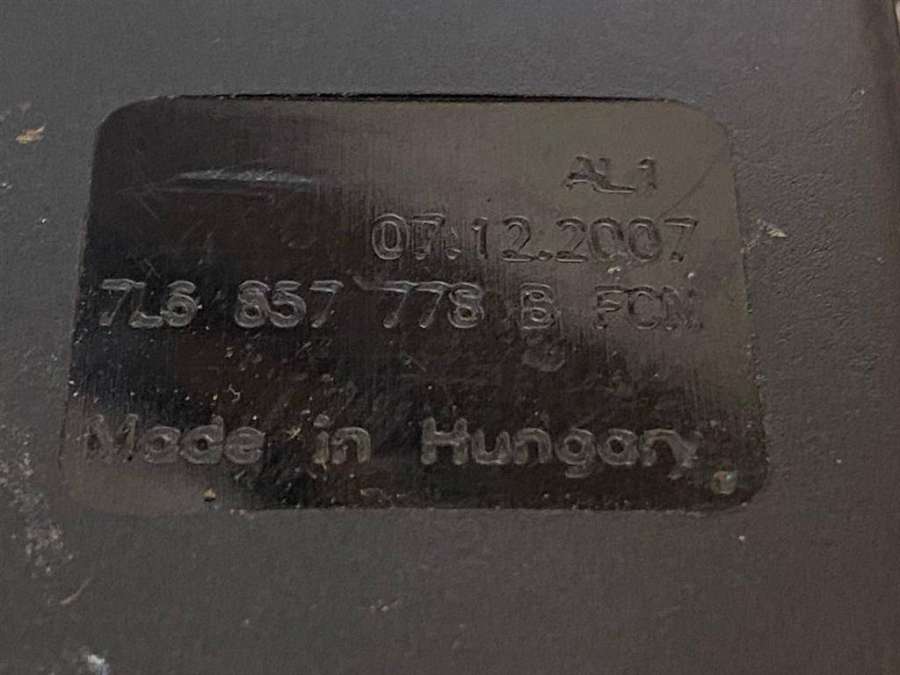 AL1
07.12.2007
7L6 857 778 B FCN
Made in Hungary